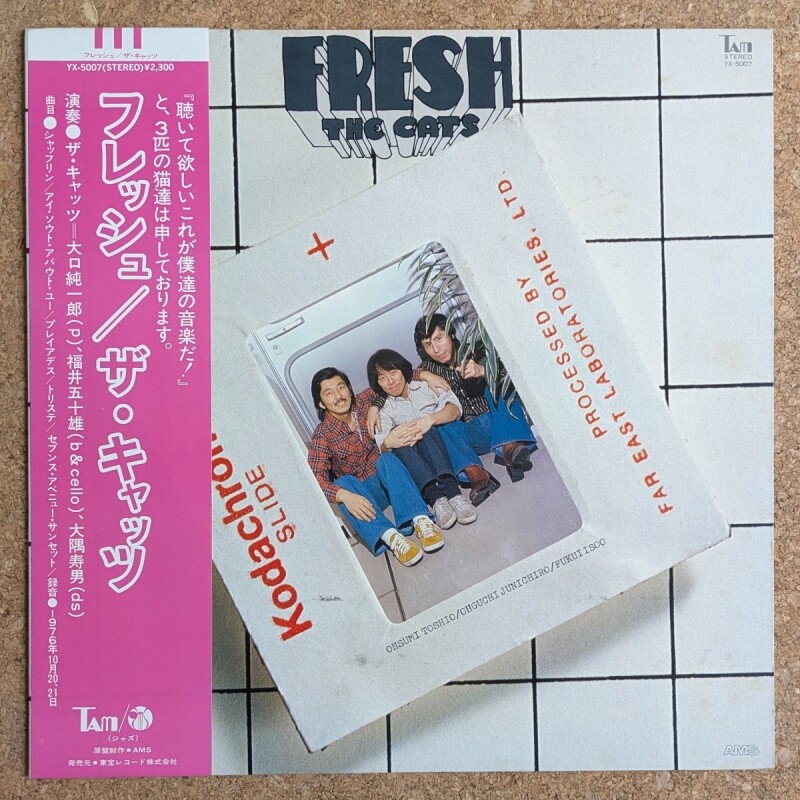 フレッシュ/ザ・キャッツ
YX-5007(STEREO)¥2,300
『聴いて欲しいこれが僕達の音楽だ!』
と、3匹の猫達は申しております。
フレッシュ/ザ・キャッツ
演奏●ザ・キャッツ=大口純一郎(p)、福井五十雄(b&cello)、大隅寿男(ds)
曲目●シャッフリン/アイ・ソウト・アバウト・ユー/プレイアデス/トリステ/セブンス・アベニュー・サンセット/録音●1976年10月20、21日
TAM/
(ジャズ)
原盤制作●AMS
発売元●東宝レコード株式会社
FRESH
THE CATS
TAM
STEREO
YX-5007
PROCESSED BY
FAR EAST LABORATORIES, LTD.
Kodachrom
SLIDE
OHSUMI TOSHIO/OHGUCHI JUNICHIRO/FUKUI ISOO
AMS